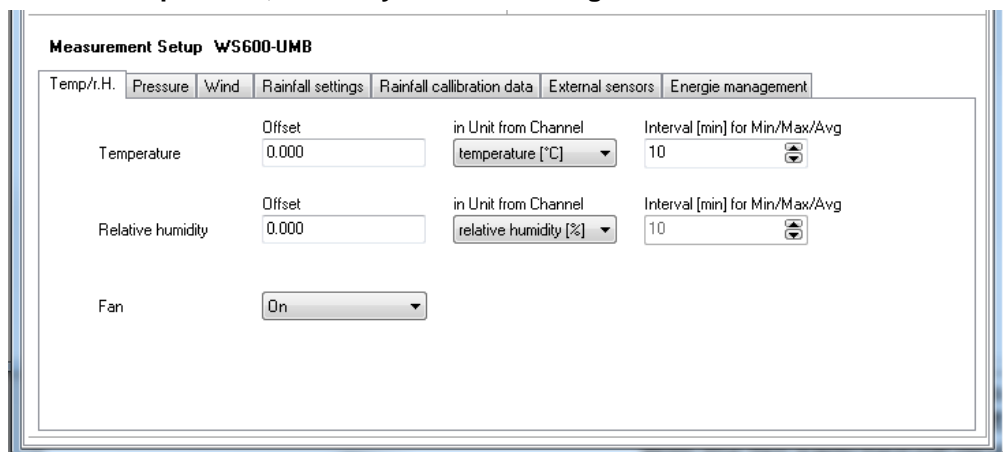 Measurement Setup WS600-UMB
Temp/r.H. Pressure Wind Rainfall settings Rainfall callibration data External sensors Energie management
Offset in Unit from Channel Interval [min] for Min/Max/Avg
Temperature 0.000 temperature [°C] 10
Offset in Unit from Channel Interval [min] for Min/Max/Avg
Relative humidity 0.000 relative humidity [%] 10
Fan On